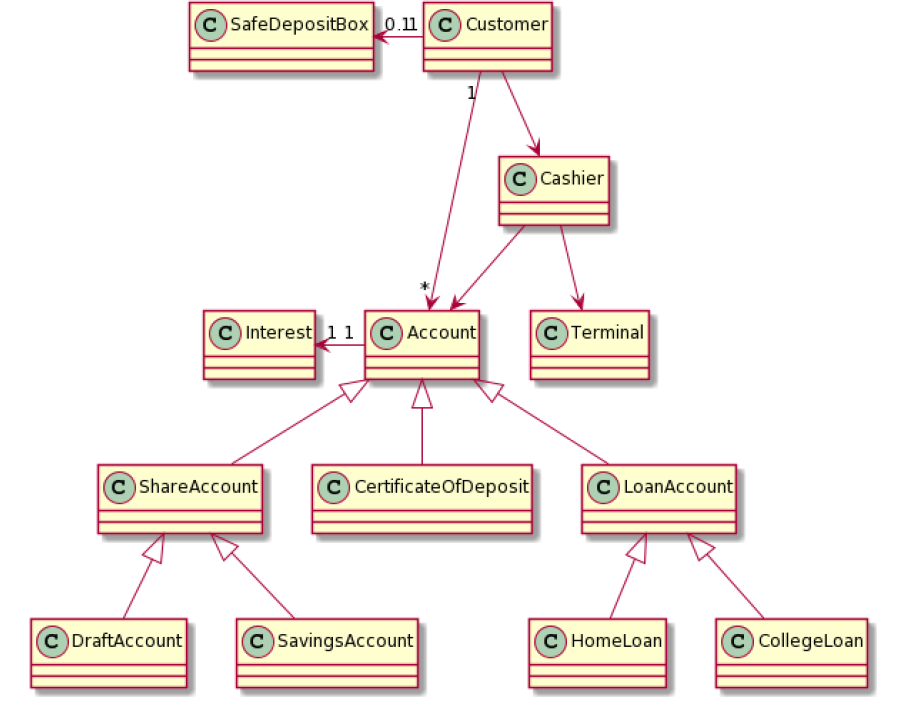 C SafeDepositBox 0.1 1 C Customer
1
C Cashier
*
C Interest 1 1 C Account C Terminal
C ShareAccount C CertificateOfDeposit C LoanAccount
C DraftAccount C SavingsAccount C HomeLoan C CollegeLoan